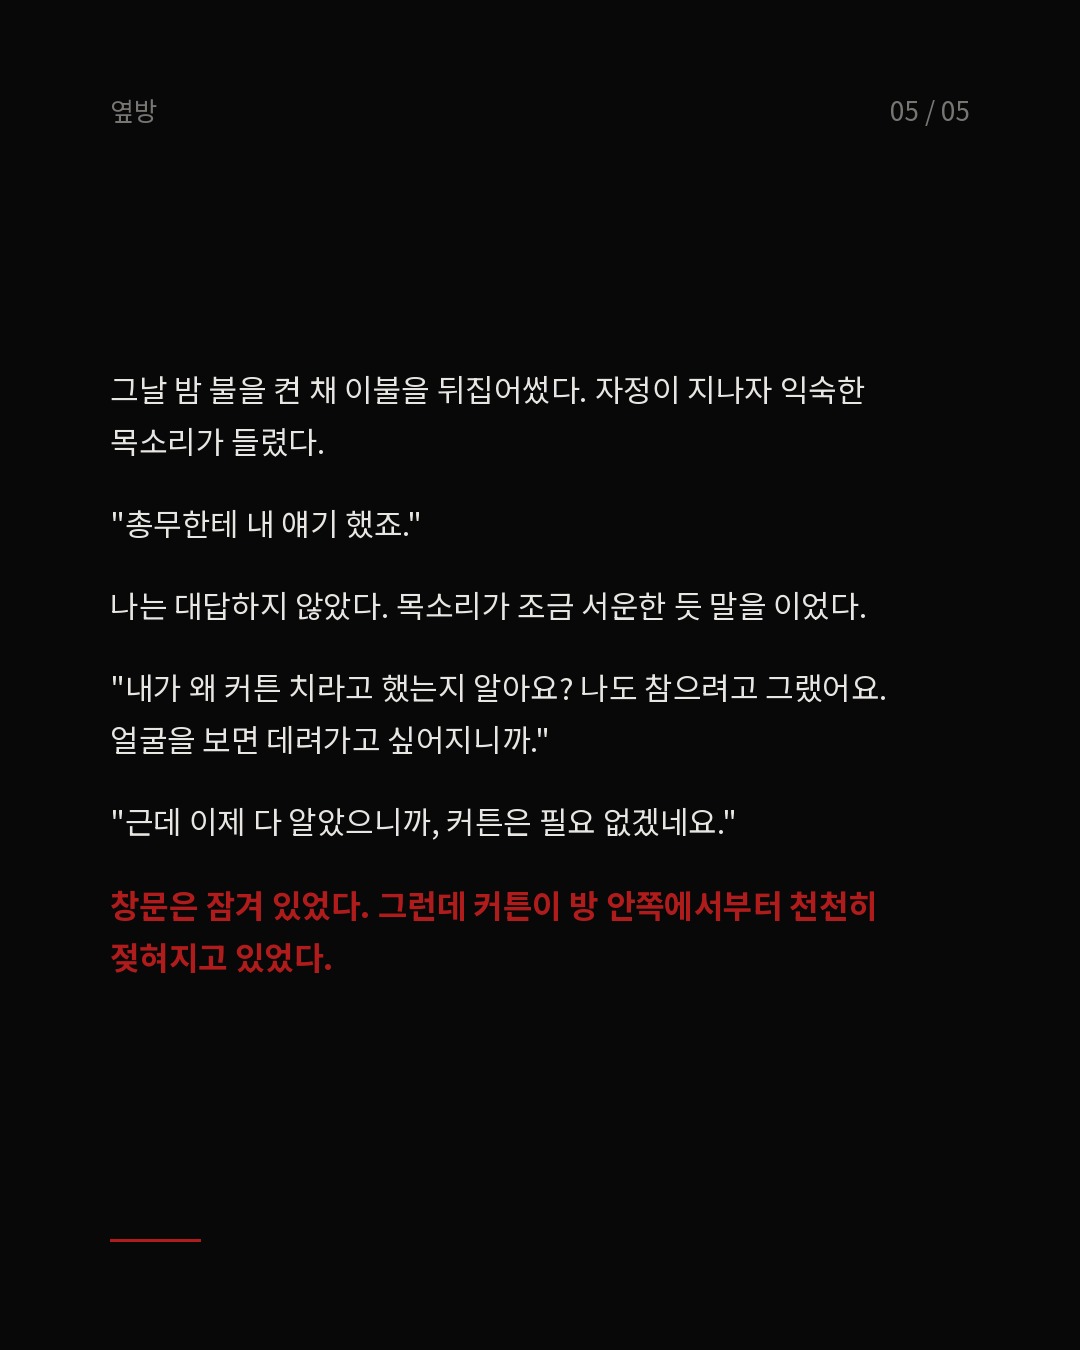 옆방
05 / 05
그날 밤 불을 켠 채 이불을 뒤집어썼다. 자정이 지나자 익숙한
목소리가 들렸다.
"총무한테 내 얘기 했죠."
나는 대답하지 않았다. 목소리가 조금 서운한 듯 말을 이었다.
"내가 왜 커튼 치라고 했는지 알아요? 나도 참으려고 그랬어요.
얼굴을 보면 데려가고 싶어지니까."
"근데 이제 다 알았으니까, 커튼은 필요 없겠네요."
창문은 잠겨 있었다. 그런데 커튼이 방 안쪽에서부터 천천히
젖혀지고 있었다.